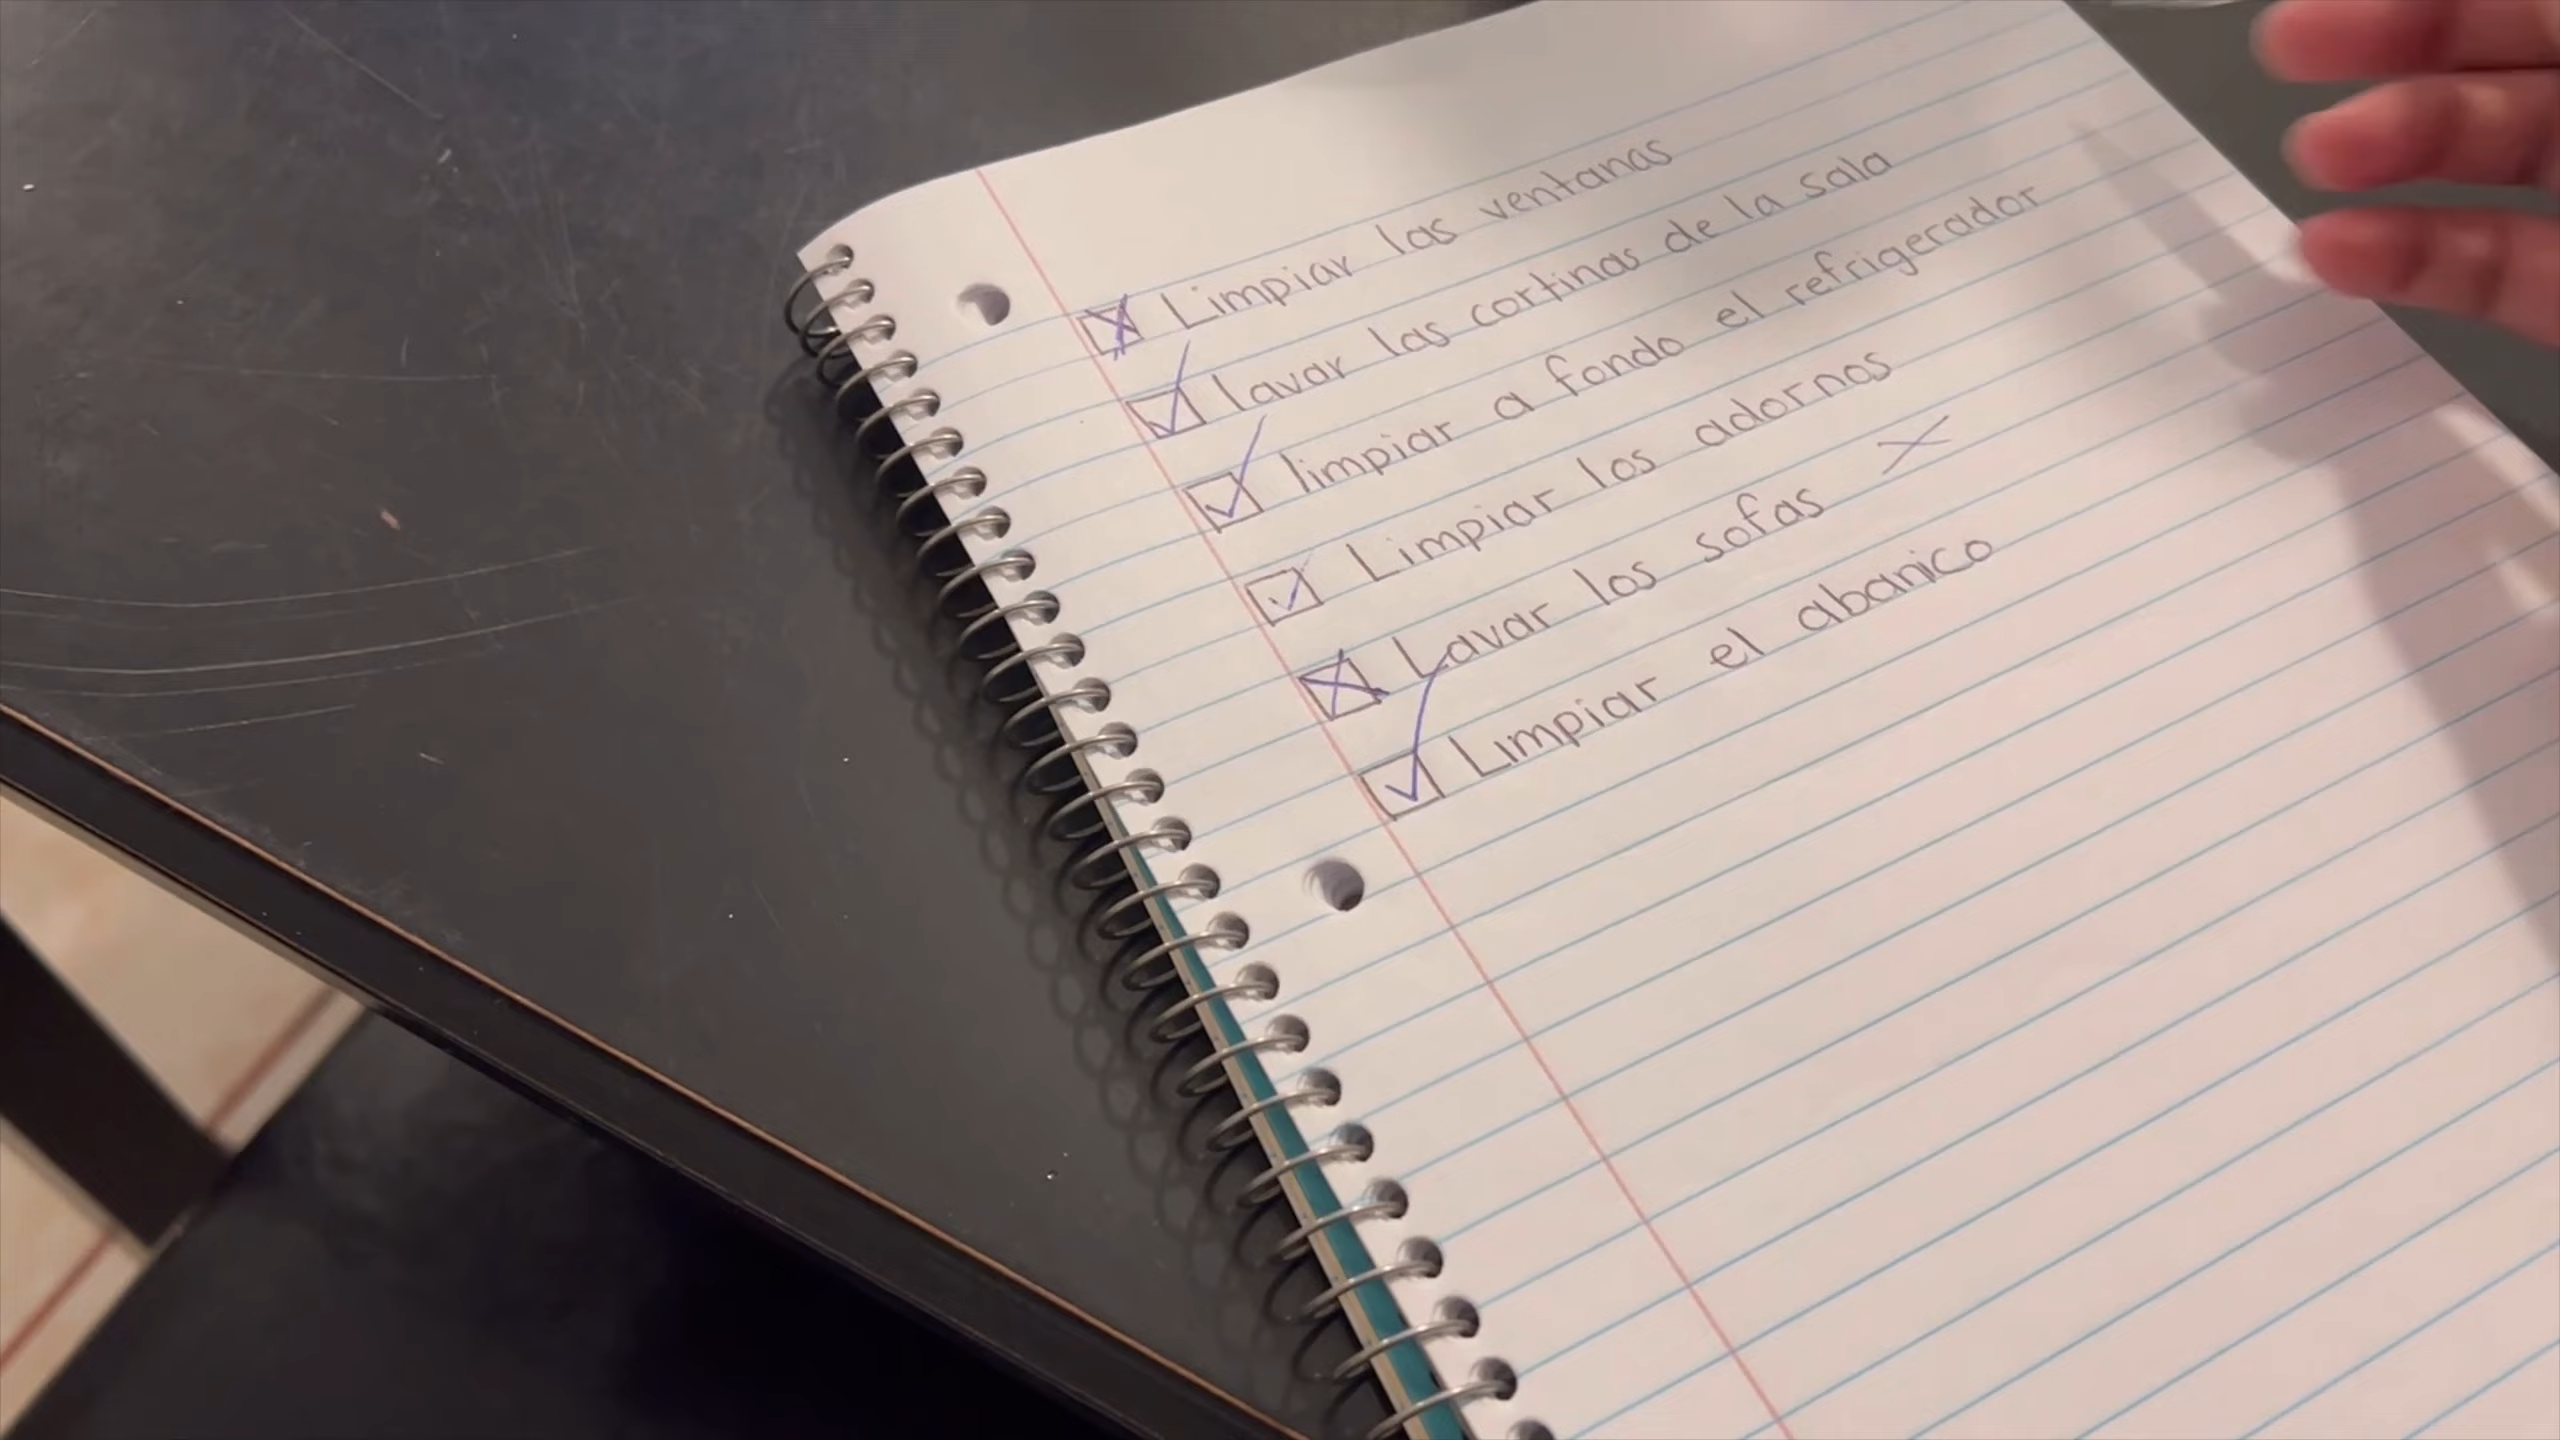 ☒ Limpiar las ventanas
☑ lavar las cortinas de la sala
☑ limpiar a fondo el refrigerador
☑ Limpiar los adornos
☒ Lavar los sofas X
☑ Limpiar el abanico